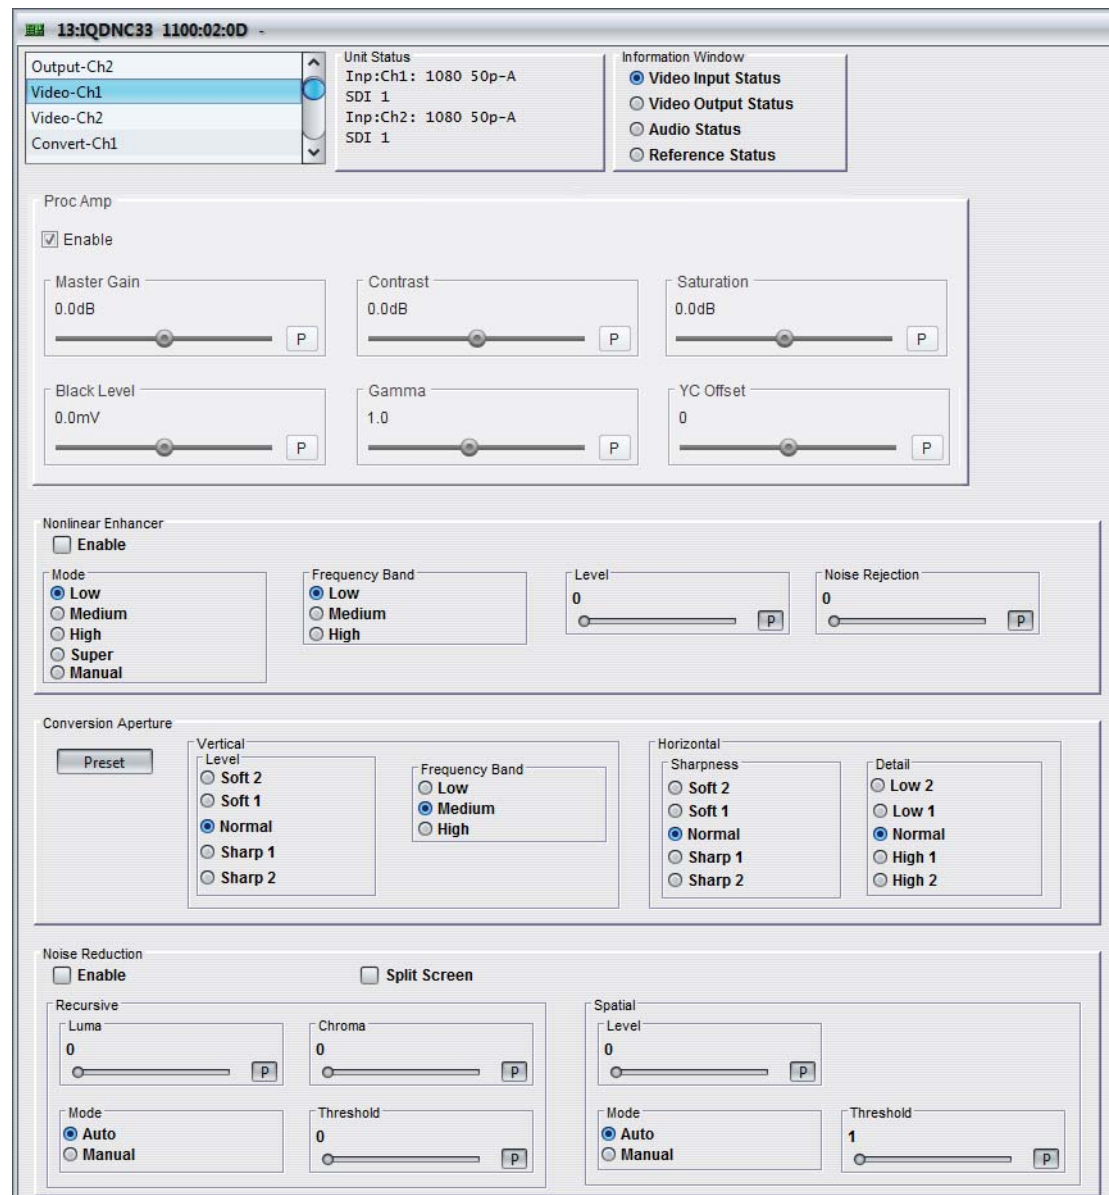 13:IQDNC33 1100:02:0D -
Output-Ch2
Video-Ch1
Video-Ch2
Convert-Ch1
Unit Status
Inp:Ch1: 1080 50p-A
SDI 1
Inp:Ch2: 1080 50p-A
SDI 1
Information Window
Video Input Status
Video Output Status
Audio Status
Reference Status
Proc Amp
Enable
Master Gain
0.0dB
P
Contrast
0.0dB
P
Saturation
0.0dB
P
Black Level
0.0mV
P
Gamma
1.0
P
YC Offset
0
P
Nonlinear Enhancer
Enable
Mode
Low
Medium
High
Super
Manual
Frequency Band
Low
Medium
High
Level
0
P
Noise Rejection
0
P
Conversion Aperture
Preset
Vertical
Level
Soft 2
Soft 1
Normal
Sharp 1
Sharp 2
Frequency Band
Low
Medium
High
Horizontal
Sharpness
Soft 2
Soft 1
Normal
Sharp 1
Sharp 2
Detail
Low 2
Low 1
Normal
High 1
High 2
Noise Reduction
Enable
Split Screen
Recursive
Luma
0
P
Chroma
0
P
Mode
Auto
Manual
Threshold
0
P
Spatial
Level
0
P
Mode
Auto
Manual
Threshold
1
P